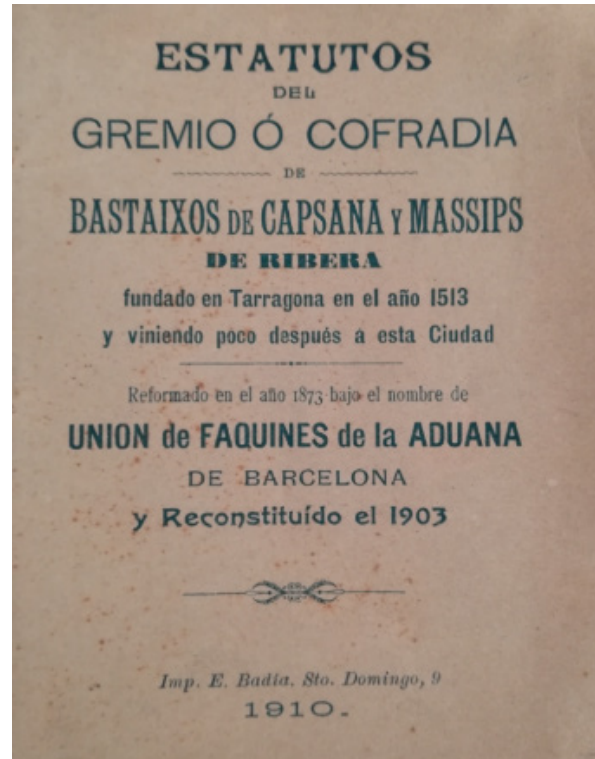 ESTATUTOS
DEL
GREMIO Ó COFRADIA
DE
BASTAIXOS DE CAPSANA Y MASSIPS
DE RIBERA
fundado en Tarragona en el año 1513
y viniendo poco después a esta Ciudad
Reformado en el año 1873 bajo el nombre de
UNION de FAQUINES de la ADUANA
DE BARCELONA
y Reconstituído el 1903
Imp. E. Badía. Sto. Domingo, 9
1910.